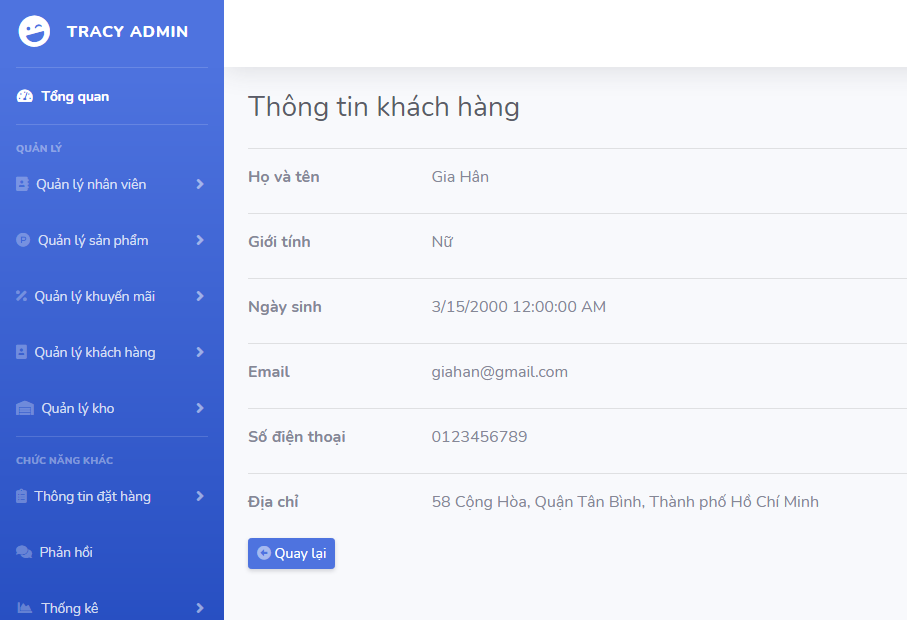 TRACY ADMIN
Tổng quan
QUẢN LÝ
Quản lý nhân viên
Quản lý sản phẩm
Quản lý khuyến mãi
Quản lý khách hàng
Quản lý kho
CHỨC NĂNG KHÁC
Thông tin đặt hàng
Phản hồi
Thống kê
Thông tin khách hàng
Họ và tên Gia Hân
Giới tính Nữ
Ngày sinh 3/15/2000 12:00:00 AM
Email giahan@gmail.com
Số điện thoại 0123456789
Địa chỉ 58 Cộng Hòa, Quận Tân Bình, Thành phố Hồ Chí Minh
Quay lại